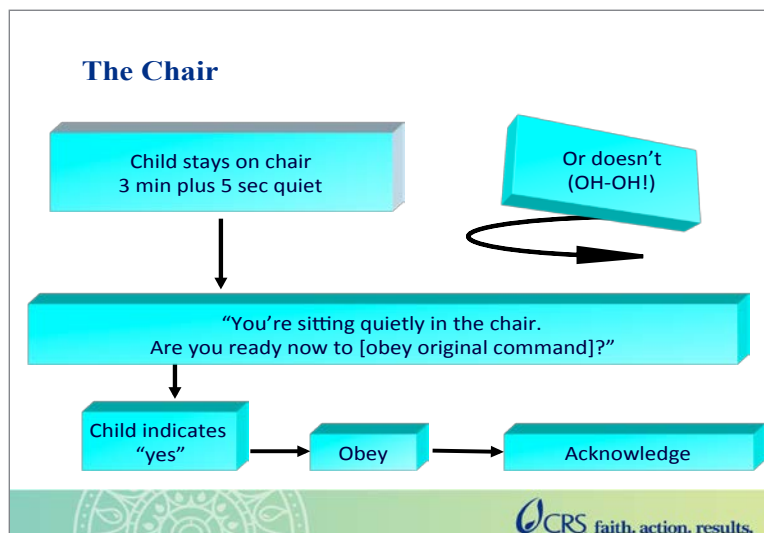 The Chair
Child stays on chair
3 min plus 5 sec quiet
Or doesn’t
(OH-OH!)
“You’re sitting quietly in the chair.
Are you ready now to [obey original command]?”
Child indicates
“yes”
Obey
Acknowledge
CRS faith. action. results.